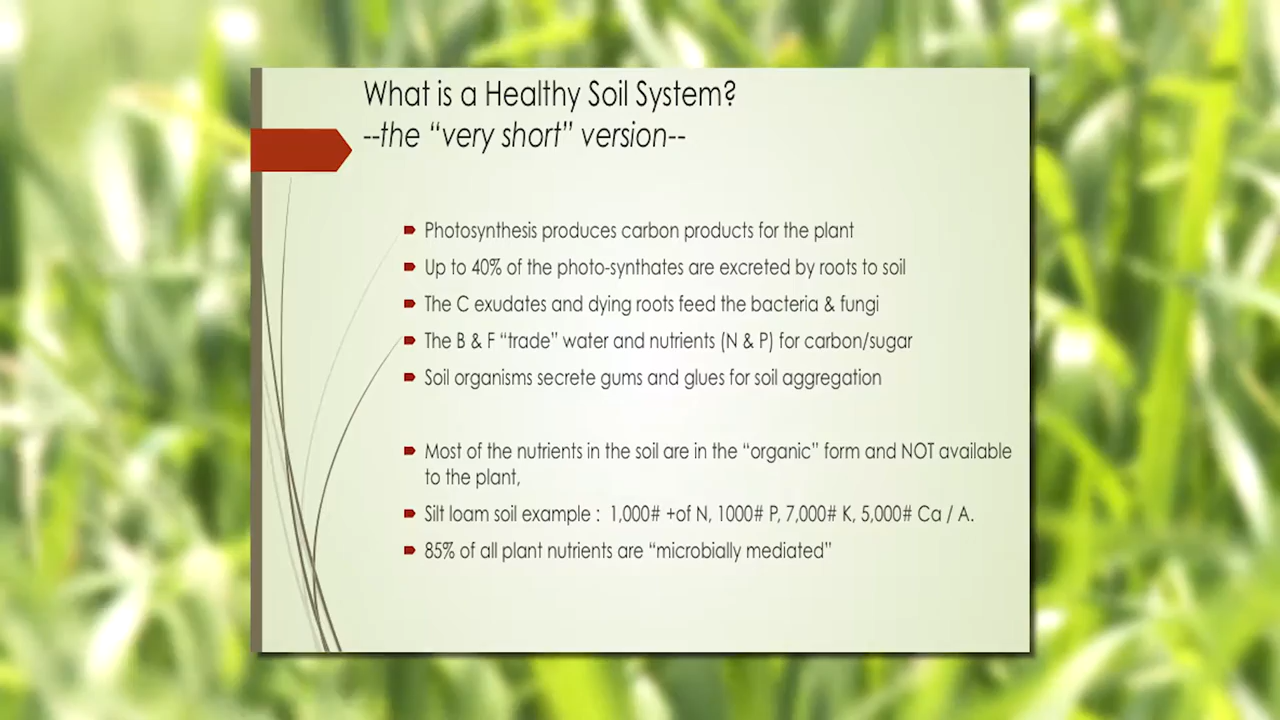 What is a Healthy Soil System?
--the “very short” version--
Photosynthesis produces carbon products for the plant
Up to 40% of the photo-synthates are excreted by roots to soil
The C exudates and dying roots feed the bacteria & fungi
The B & F “trade” water and nutrients (N & P) for carbon/sugar
Soil organisms secrete gums and glues for soil aggregation
Most of the nutrients in the soil are in the “organic” form and NOT available
to the plant,
Silt loam soil example : 1,000# +of N, 1000# P, 7,000# K, 5,000# Ca / A.
85% of all plant nutrients are “microbially mediated”